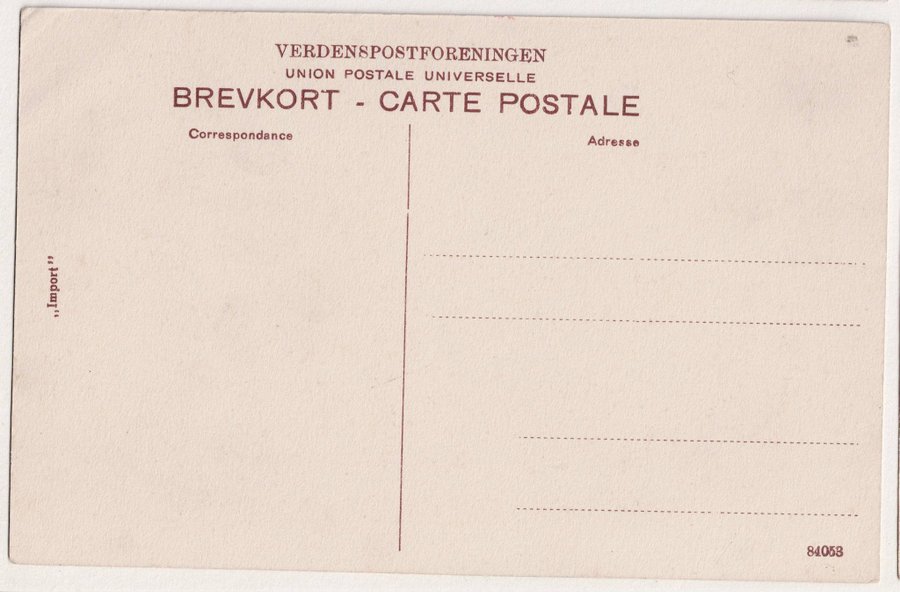 VERDENSPOSTFORENINGEN
UNION POSTALE UNIVERSELLE
BREVKORT - CARTE POSTALE
Correspondance
Adresse
„Import”
84053